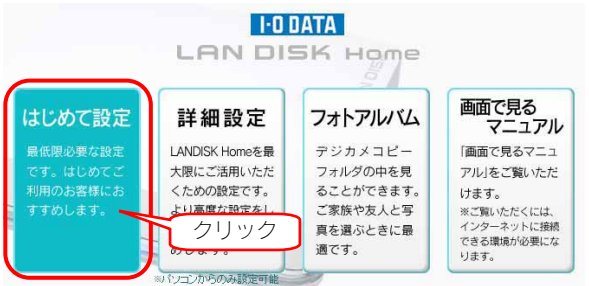 I-O DATA
LAN DISK Home
はじめて設定
最低限必要な設定
です。はじめてご
利用のお客様にお
すすめします。
詳細設定
LANDISK Homeを最
大限にご活用いただ
くための設定です。
より高度な設定をし
めします。
クリック
※パソコンからのみ設定可能
フォトアルバム
デジカメコピー
フォルダの中を見
ることができます。
ご家族や友人と写
真を選ぶときに最
適です。
画面で見る
マニュアル
「画面で見るマニュ
アル」をご覧いただ
けます。
※ご覧いただくには、
インターネットに接続
できる環境が必要にな
ります。